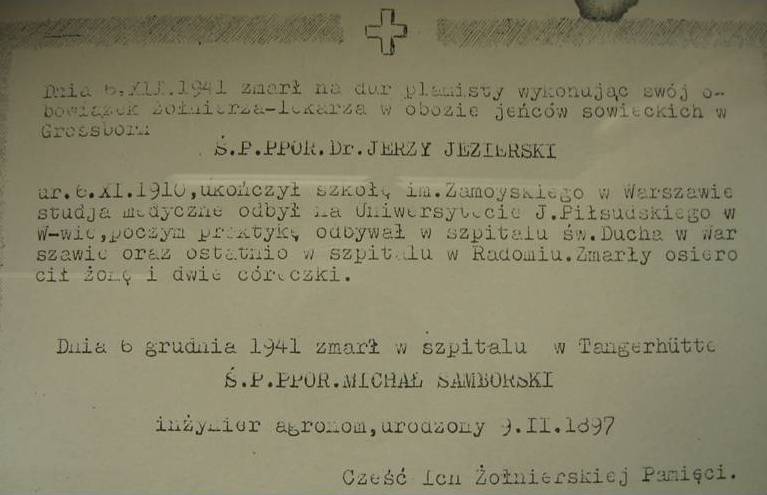 Dnia 6.XII.1941 zmarł na dur plamisty wykonując swój o-
bowiązek żołnierza-lekarza w obozie jeńców sowieckich w
Grossborn
Ś.P.PPOR.Dr.JERZY JEZIERSKI
ur.6.XI.1910,ukończył szkołę im.Zamoyskiego w Warszawie
studja medyczne odbył na Uniwersytecie J.Piłsudskiego w
W-wie,poczym praktykę odbywał w szpitalu św.Ducha w War
szawie oraz ostatnio w szpitalu w Radomiu.Zmarły osiero
cił żonę i dwie córeczki.
Dnia 6 grudnia 1941 zmarł w szpitalu w Tangerhütte
Ś.P.PPOR.MICHAŁ SAMBORSKI
inżynier agronom,urodzony 9.II.1897
Cześć Ich Żołnierskiej Pamięci.